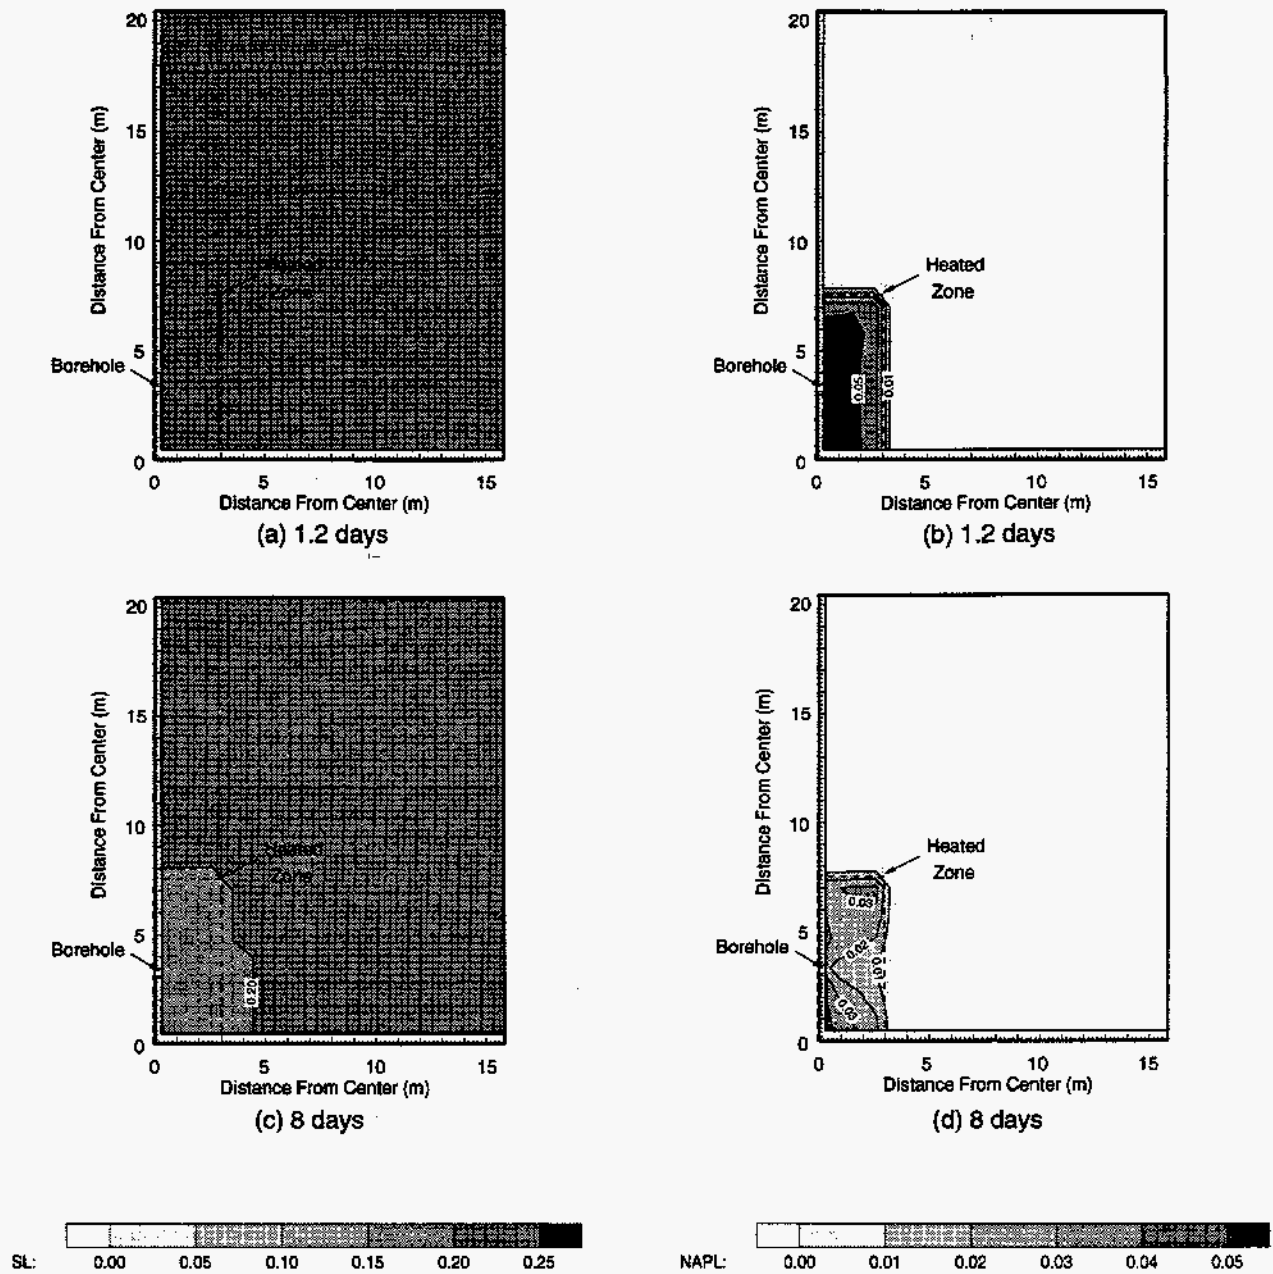 20
15
10
5
0
Distance From Center (m)
Heated
Zone
Borehole
0 5 10 15
Distance From Center (m)
(a) 1.2 days
20
15
10
5
0
Distance From Center (m)
Heated
Zone
Borehole
0.05
0.01
0 5 10 15
Distance From Center (m)
(b) 1.2 days
20
15
10
5
0
Distance From Center (m)
Heated
Zone
Borehole
0.20
0 5 10 15
Distance From Center (m)
(c) 8 days
20
15
10
5
0
Distance From Center (m)
Heated
Zone
Borehole
0.03
0.02
0.03
0 5 10 15
Distance From Center (m)
(d) 8 days
SL: 0.00 0.05 0.10 0.15 0.20 0.25
NAPL: 0.00 0.01 0.02 0.03 0.04 0.05